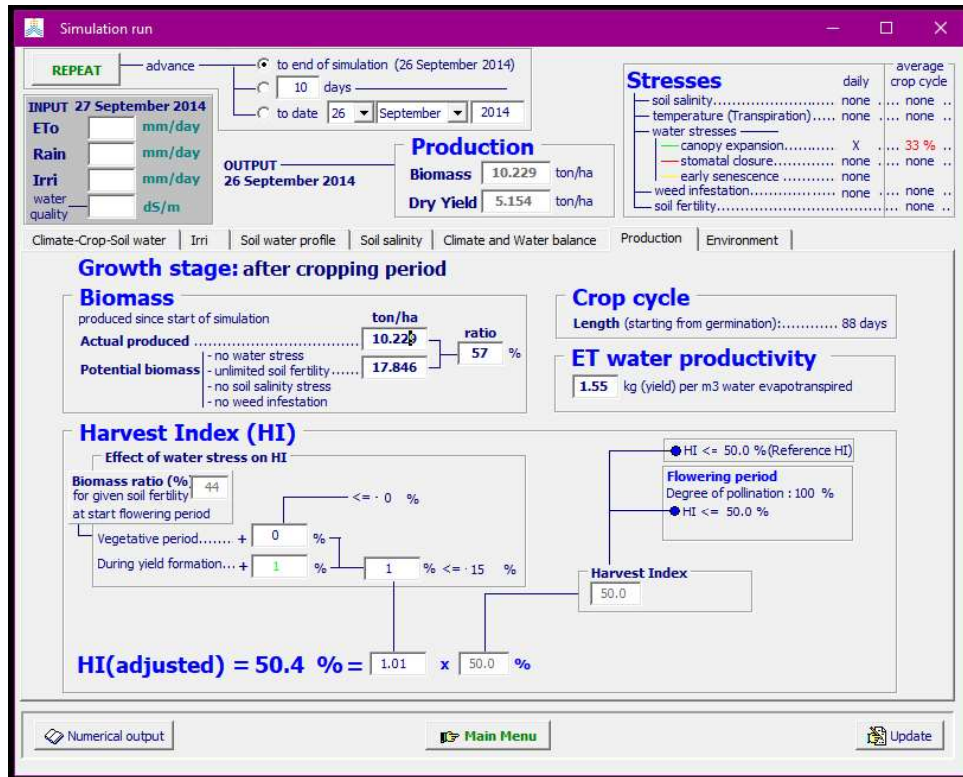 Simulation run
REPEAT
advance
to end of simulation (26 September 2014)
10 days
to date 26 September 2014
INPUT 27 September 2014
ETo mm/day
Rain mm/day
Irri mm/day
water quality dS/m
OUTPUT
26 September 2014
Production
Biomass 10.229 ton/ha
Dry Yield 5.154 ton/ha
Stresses daily average crop cycle
soil salinity............................ none .... none ..
temperature (Transpiration)..... none .... none ..
water stresses
canopy expansion............. X .... 33 % ..
stomatal closure............... none .... none ..
early senescence ............. none
weed infestation.................... none .... none ..
soil fertility.......................................... none ..
Climate-Crop-Soil water
Irri
Soil water profile
Soil salinity
Climate and Water balance
Production
Environment
Growth stage: after cropping period
Biomass
produced since start of simulation ton/ha
Actual produced .................................... 10.229
ratio
57 %
Potential biomass
- no water stress
- unlimited soil fertility...... 17.846
- no soil salinity stress
- no weed infestation
Crop cycle
Length (starting from germination):............ 88 days
ET water productivity
1.55 kg (yield) per m3 water evapotranspired
Harvest Index (HI)
Effect of water stress on HI
Biomass ratio (%)
for given soil fertility 44
at start flowering period
<= · 0 %
Vegetative period....... + 0 %
During yield formation... + 1 % 1 % <= · 15 %
HI <= 50.0 %(Reference HI)
Flowering period
Degree of pollination : 100 %
HI <= 50.0 %
Harvest Index
50.0
HI(adjusted) = 50.4 % = 1.01 x 50.0 %
Numerical output
Main Menu
Update